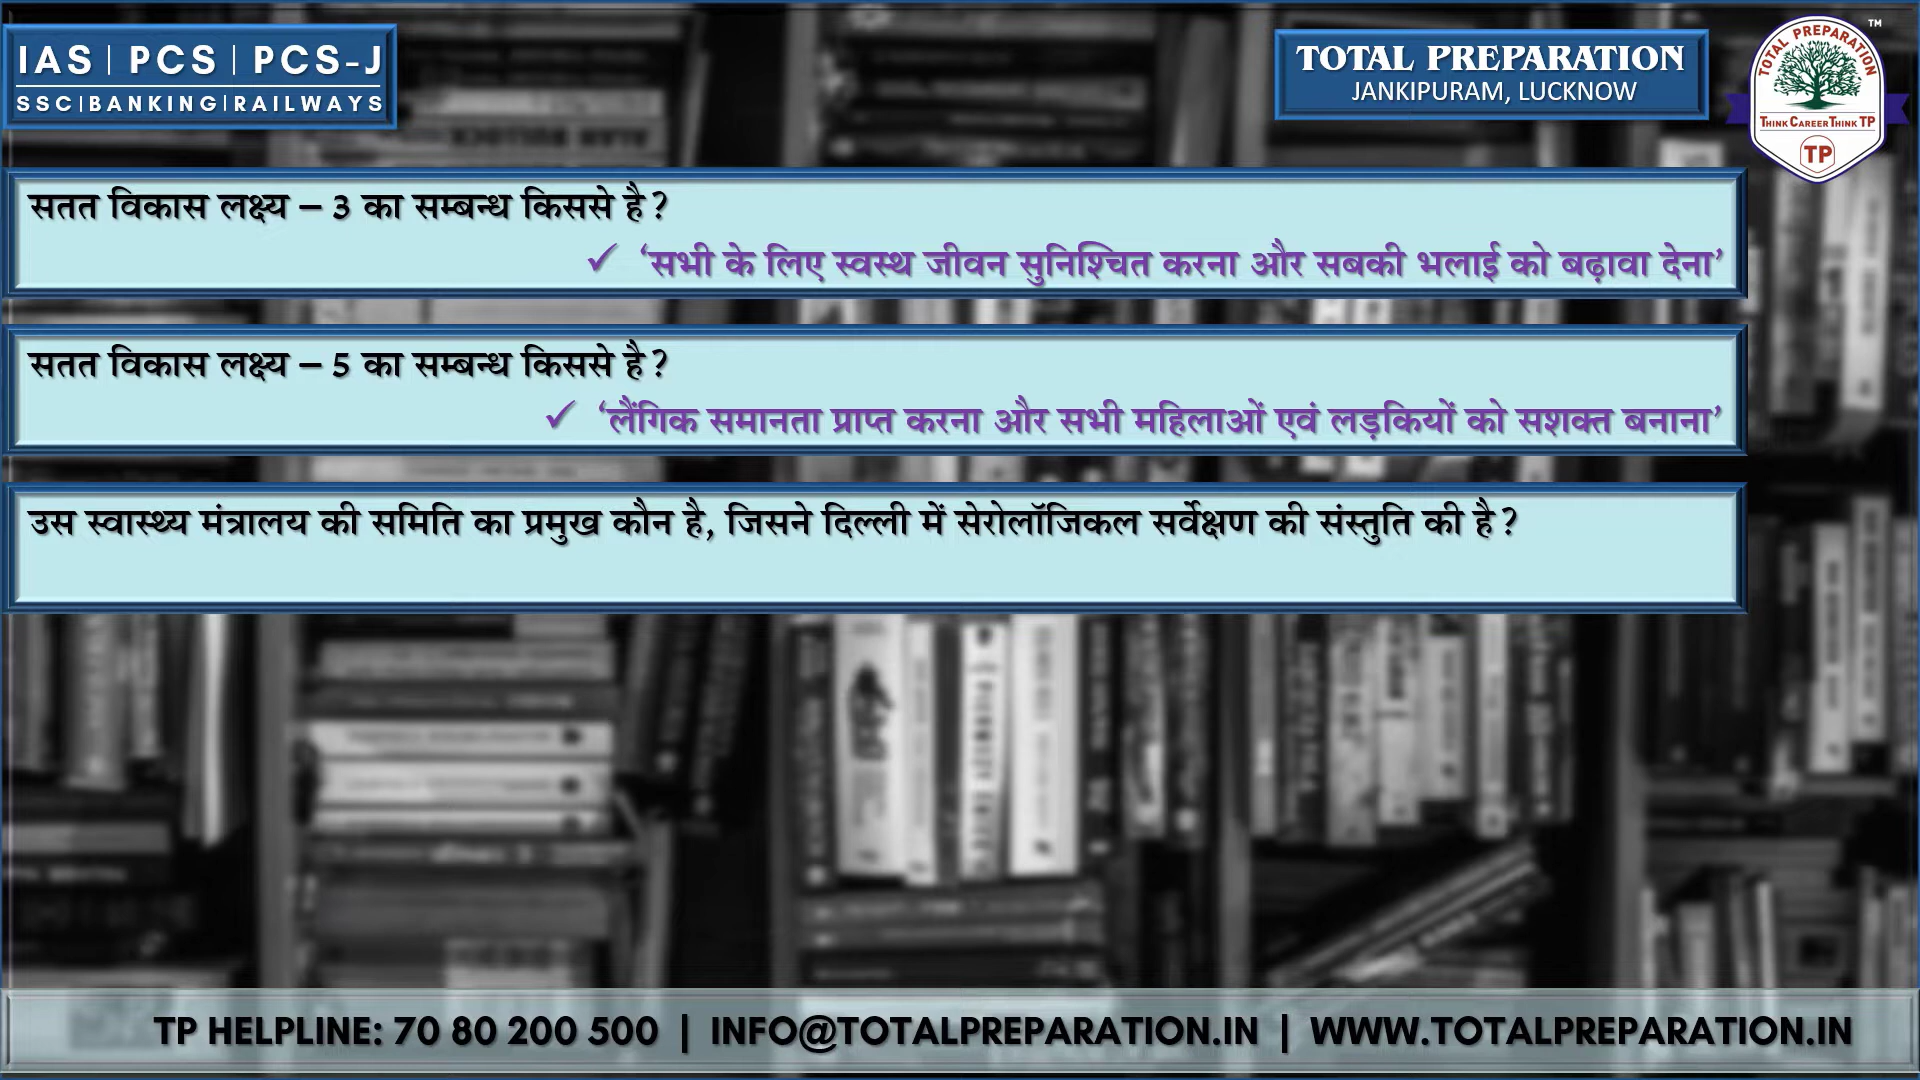 IAS | PCS | PCS-J
SSC|BANKING|RAILWAYS
TOTAL PREPARATION
JANKIPURAM, LUCKNOW
TM
TOTAL PREPARATION
THINK CAREER THINK TP
TP
सतत विकास लक्ष्य – 3 का सम्बन्ध किससे है?
✓ ‘सभी के लिए स्वस्थ जीवन सुनिश्चित करना और सबकी भलाई को बढ़ावा देना’
सतत विकास लक्ष्य – 5 का सम्बन्ध किससे है?
✓ ‘लैंगिक समानता प्राप्त करना और सभी महिलाओं एवं लड़कियों को सशक्त बनाना’
उस स्वास्थ्य मंत्रालय की समिति का प्रमुख कौन है, जिसने दिल्ली में सेरोलॉजिकल सर्वेक्षण की संस्तुति की है?
TP HELPLINE: 70 80 200 500 | INFO@TOTALPREPARATION.IN | WWW.TOTALPREPARATION.IN